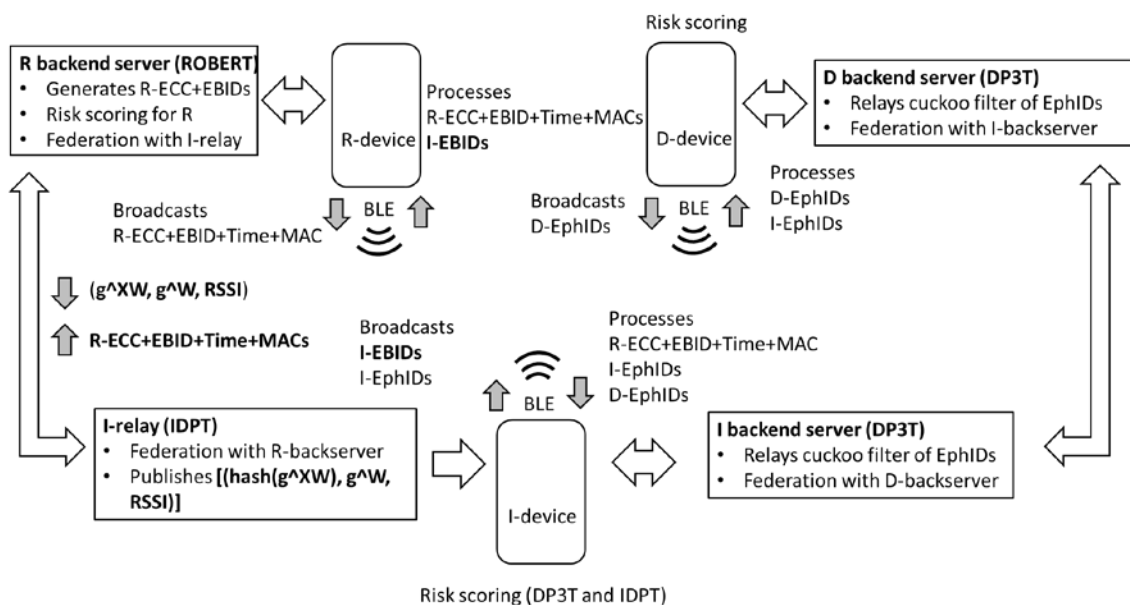 Risk scoring
R backend server (ROBERT)
• Generates R-ECC+EBIDs
• Risk scoring for R
• Federation with I-relay
R-device
Processes
R-ECC+EBID+Time+MACs
I-EBIDs
D-device
D backend server (DP3T)
• Relays cuckoo filter of EphIDs
• Federation with I-backserver
Broadcasts
R-ECC+EBID+Time+MAC
BLE
Broadcasts
D-EphIDs
BLE
Processes
D-EphIDs
I-EphIDs
(g^XW, g^W, RSSI)
R-ECC+EBID+Time+MACs
Broadcasts
I-EBIDs
I-EphIDs
BLE
Processes
R-ECC+EBID+Time+MAC
I-EphIDs
D-EphIDs
I-relay (IDPT)
• Federation with R-backserver
• Publishes [(hash(g^XW), g^W,
RSSI)]
I-device
I backend server (DP3T)
• Relays cuckoo filter of EphIDs
• Federation with D-backserver
Risk scoring (DP3T and IDPT)